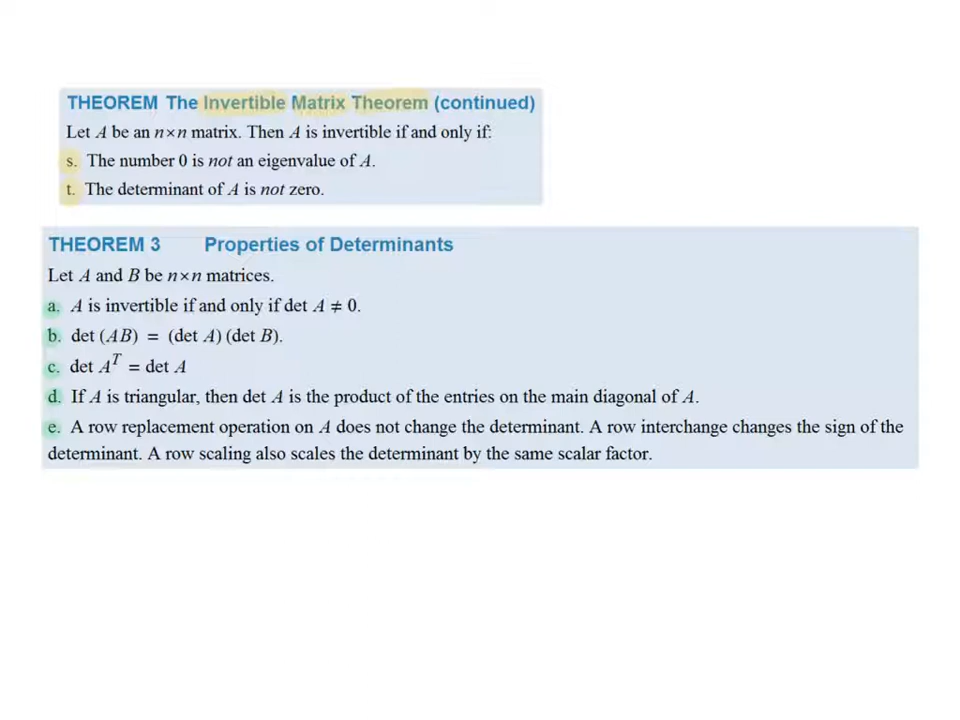 THEOREM The Invertible Matrix Theorem (continued)
Let A be an n×n matrix. Then A is invertible if and only if:
s. The number 0 is not an eigenvalue of A.
t. The determinant of A is not zero.
THEOREM 3 Properties of Determinants
Let A and B be n×n matrices.
a. A is invertible if and only if det A ≠ 0.
b. det (AB) = (det A) (det B).
c. det Aᵀ = det A
d. If A is triangular, then det A is the product of the entries on the main diagonal of A.
e. A row replacement operation on A does not change the determinant. A row interchange changes the sign of the
determinant. A row scaling also scales the determinant by the same scalar factor.